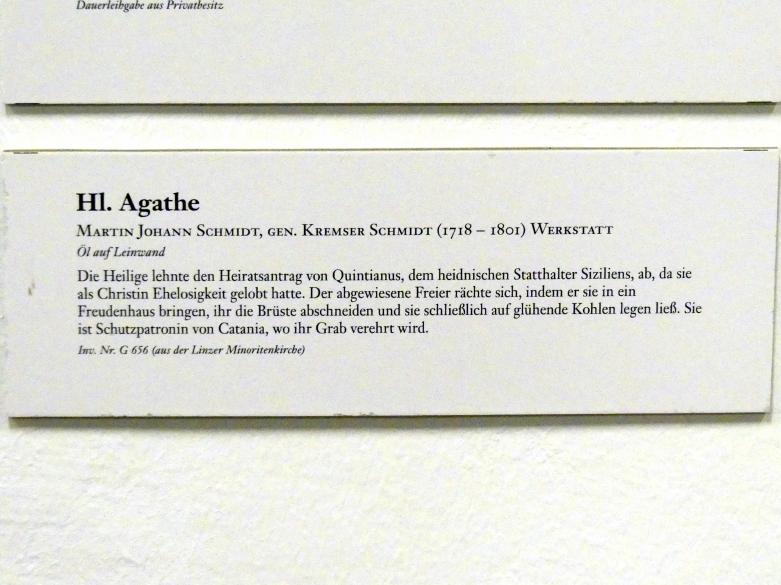 Dauerleihgabe aus Privatbesitz
Hl. Agathe
Martin Johann Schmidt, gen. Kremser Schmidt (1718 – 1801) Werkstatt
Öl auf Leinwand
Die Heilige lehnte den Heiratsantrag von Quintianus, dem heidnischen Statthalter Siziliens, ab, da sie
als Christin Ehelosigkeit gelobt hatte. Der abgewiesene Freier rächte sich, indem er sie in ein
Freudenhaus bringen, ihr die Brüste abschneiden und sie schließlich auf glühende Kohlen legen ließ. Sie
ist Schutzpatronin von Catania, wo ihr Grab verehrt wird.
Inv. Nr. G 656 (aus der Linzer Minoritenkirche)